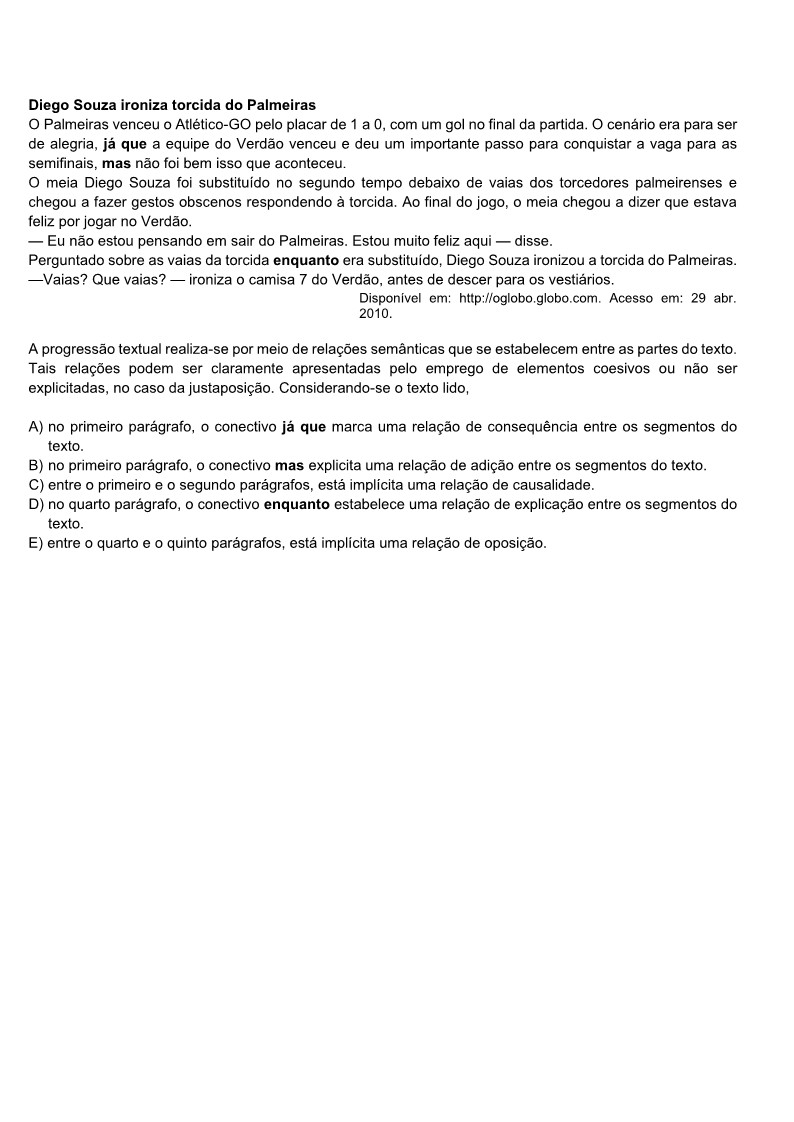 Diego Souza ironiza torcida do Palmeiras
O Palmeiras venceu o Atlético-GO pelo placar de 1 a 0, com um gol no final da partida. O cenário era para ser
de alegria, já que a equipe do Verdão venceu e deu um importante passo para conquistar a vaga para as
semifinais, mas não foi bem isso que aconteceu.
O meia Diego Souza foi substituído no segundo tempo debaixo de vaias dos torcedores palmeirenses e
chegou a fazer gestos obscenos respondendo à torcida. Ao final do jogo, o meia chegou a dizer que estava
feliz por jogar no Verdão.
— Eu não estou pensando em sair do Palmeiras. Estou muito feliz aqui — disse.
Perguntado sobre as vaias da torcida enquanto era substituído, Diego Souza ironizou a torcida do Palmeiras.
—Vaias? Que vaias? — ironiza o camisa 7 do Verdão, antes de descer para os vestiários.
Disponível em: http://oglobo.globo.com. Acesso em: 29 abr.
2010.
A progressão textual realiza-se por meio de relações semânticas que se estabelecem entre as partes do texto.
Tais relações podem ser claramente apresentadas pelo emprego de elementos coesivos ou não ser
explicitadas, no caso da justaposição. Considerando-se o texto lido,
A) no primeiro parágrafo, o conectivo já que marca uma relação de consequência entre os segmentos do
texto.
B) no primeiro parágrafo, o conectivo mas explicita uma relação de adição entre os segmentos do texto.
C) entre o primeiro e o segundo parágrafos, está implícita uma relação de causalidade.
D) no quarto parágrafo, o conectivo enquanto estabelece uma relação de explicação entre os segmentos do
texto.
E) entre o quarto e o quinto parágrafos, está implícita uma relação de oposição.